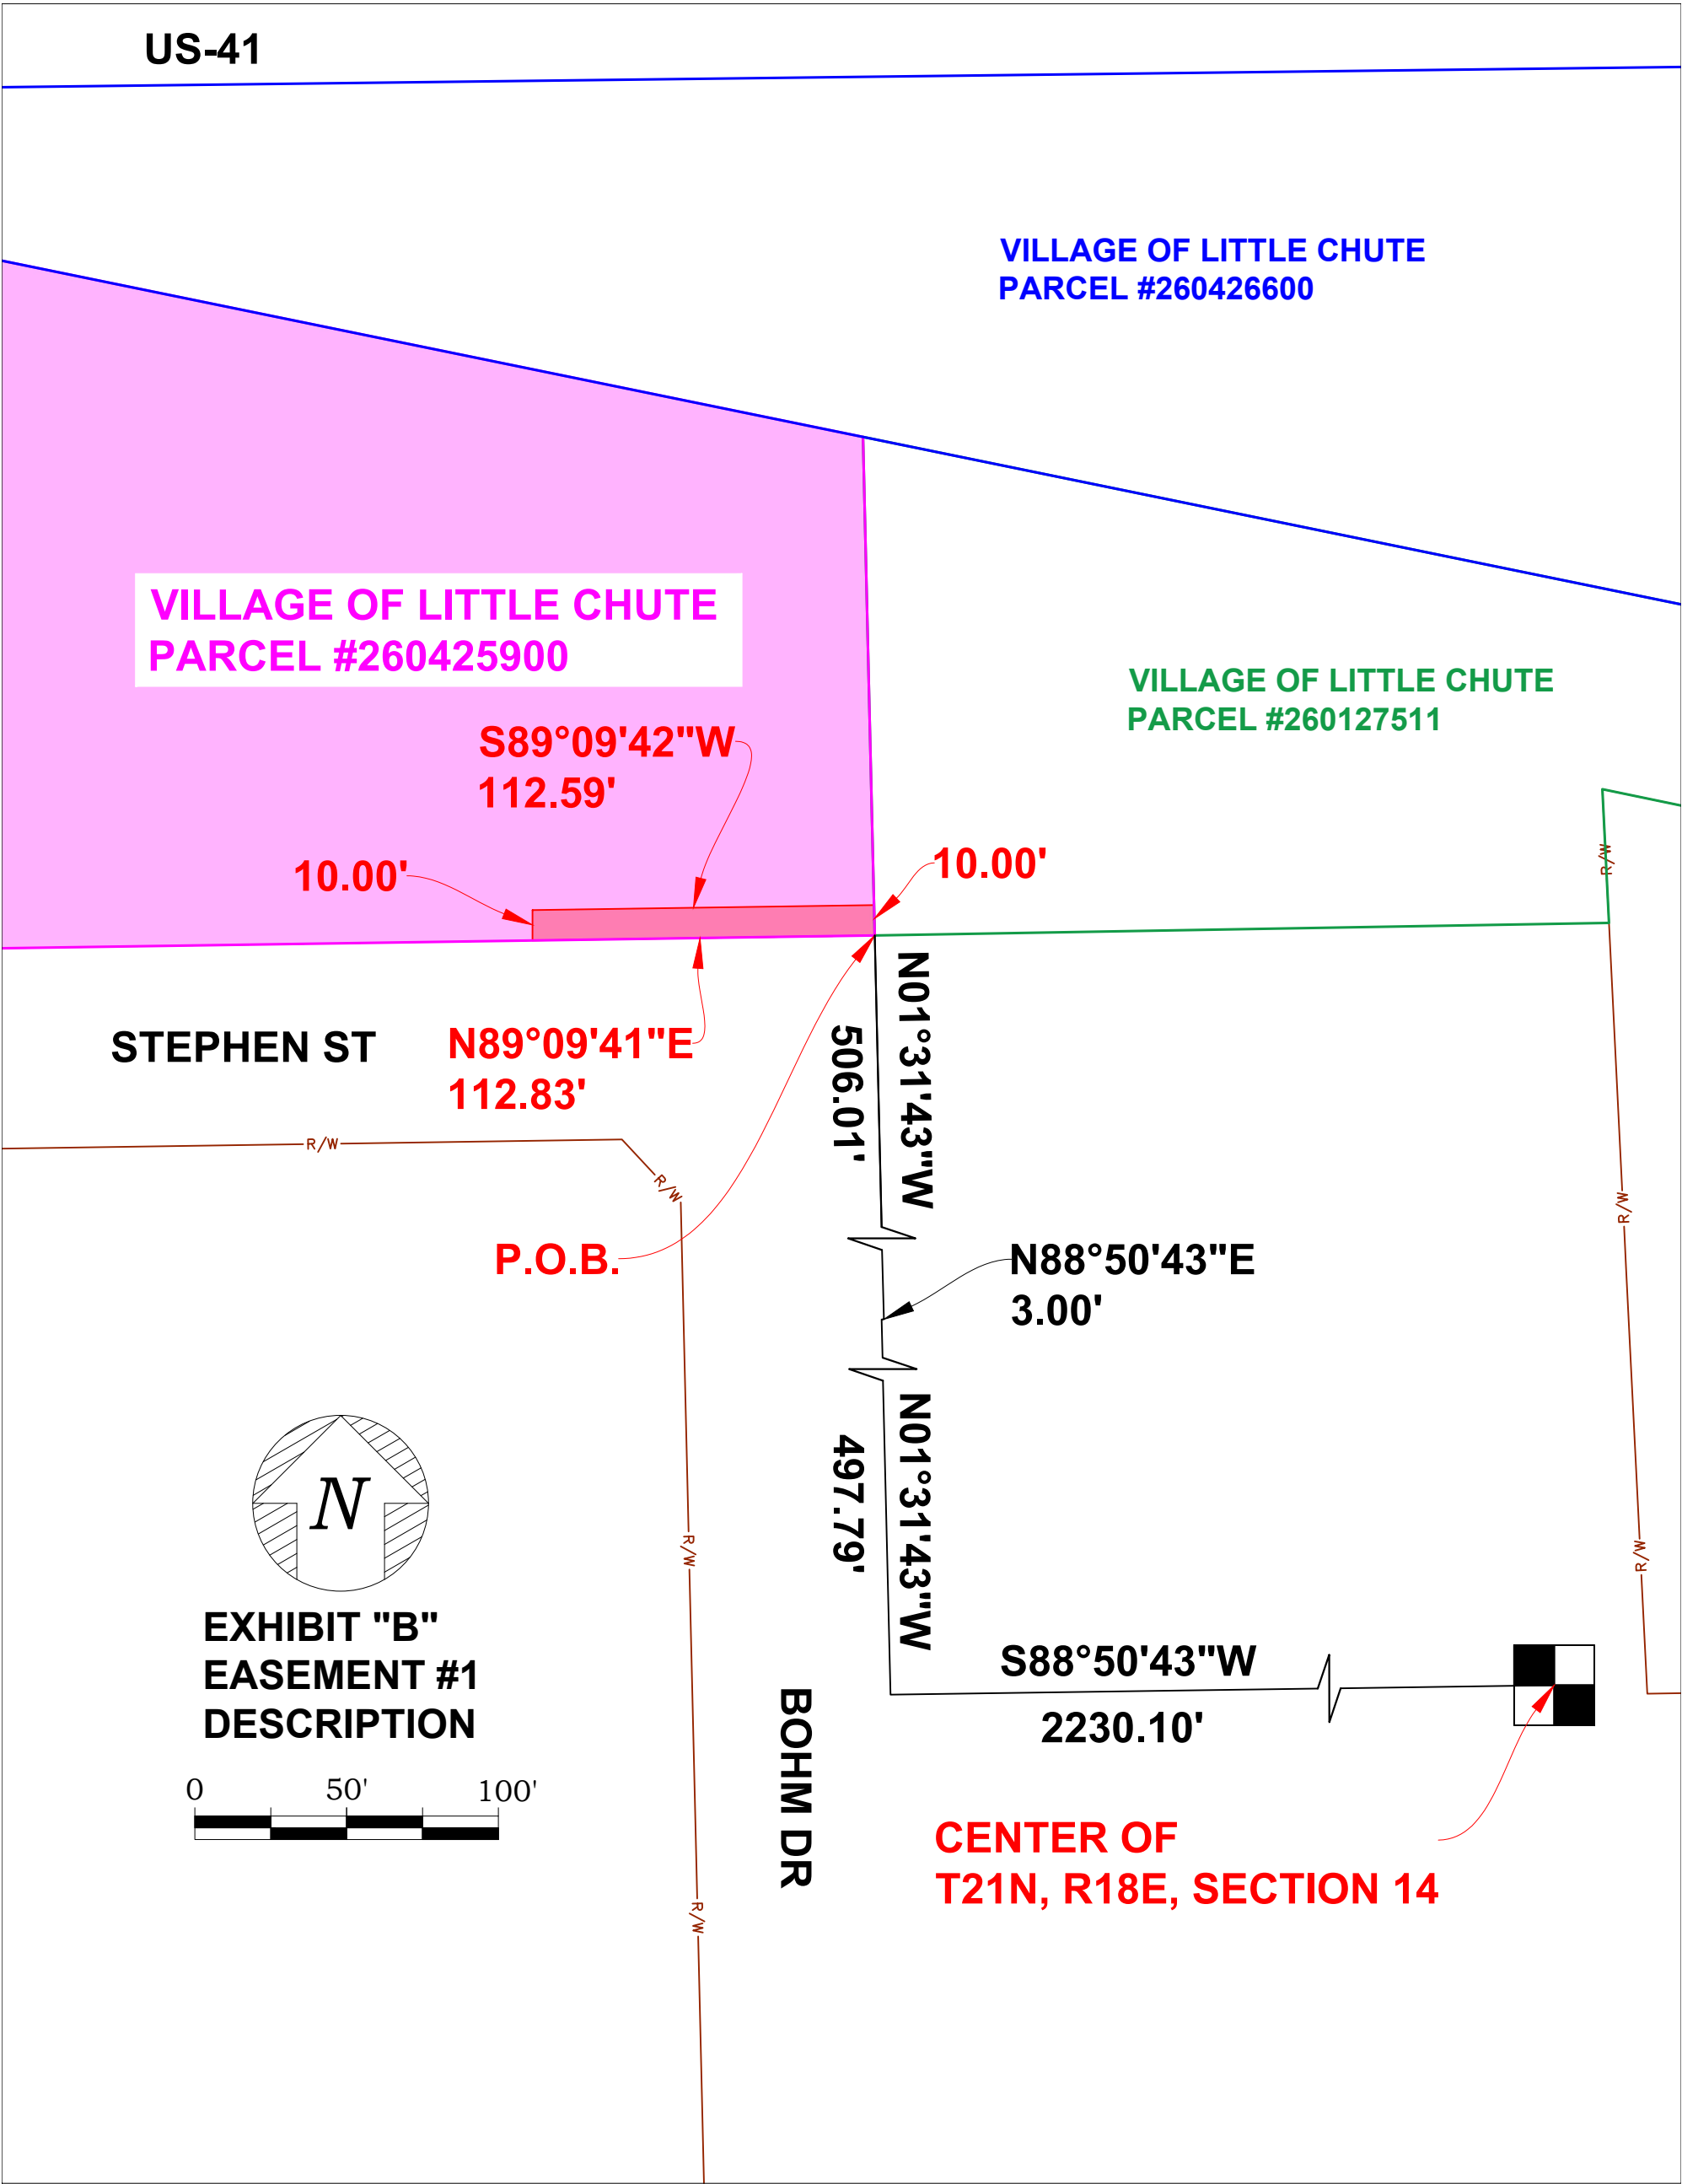 US-41
VILLAGE OF LITTLE CHUTE
PARCEL #260426600
VILLAGE OF LITTLE CHUTE
PARCEL #260425900
VILLAGE OF LITTLE CHUTE
PARCEL #260127511
S89°09'42"W
112.59'
10.00'
10.00'
R/W
STEPHEN ST
N89°09'41"E
112.83'
N01°31'43"W
506.01'
R/W
R/W
R/W
P.O.B.
N88°50'43"E
3.00'
N01°31'43"W
497.79'
N
R/W
R/W
EXHIBIT "B"
EASEMENT #1
DESCRIPTION
S88°50'43"W
2230.10'
BOHM DR
0 50' 100'
CENTER OF
T21N, R18E, SECTION 14
R/W